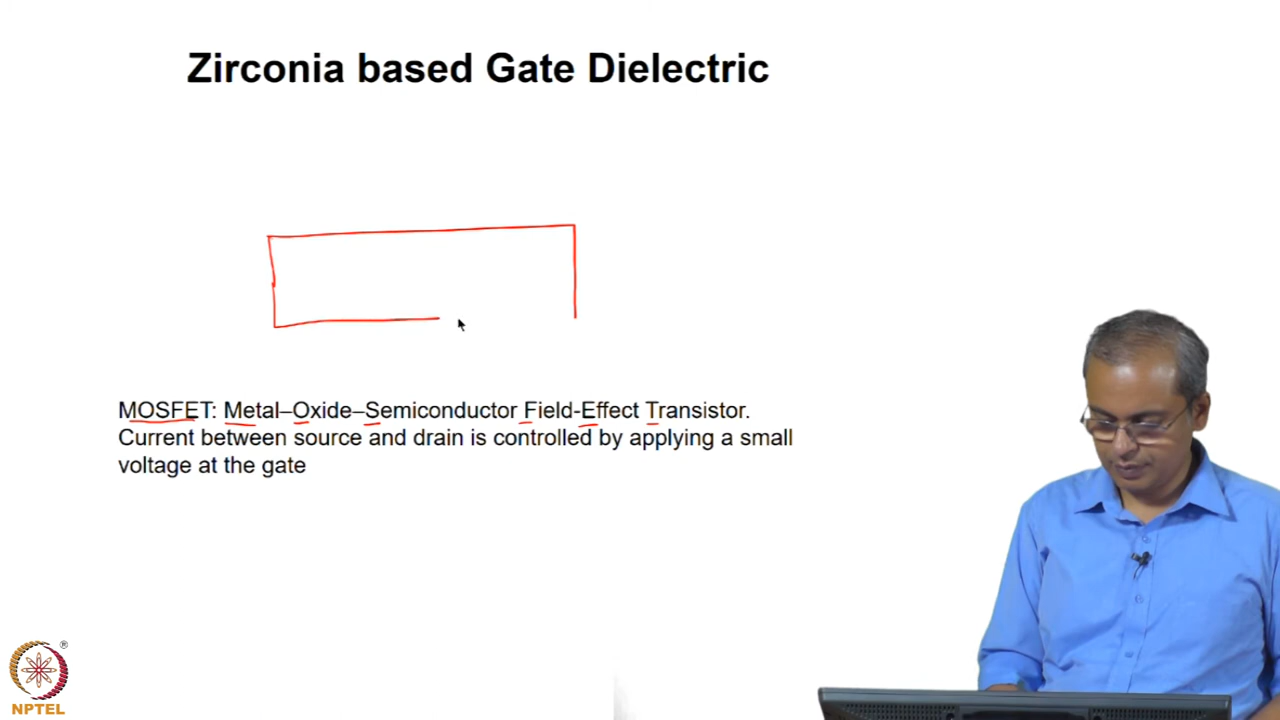 Zirconia based Gate Dielectric
MOSFET: Metal–Oxide–Semiconductor Field-Effect Transistor.
Current between source and drain is controlled by applying a small
voltage at the gate
®
NPTEL